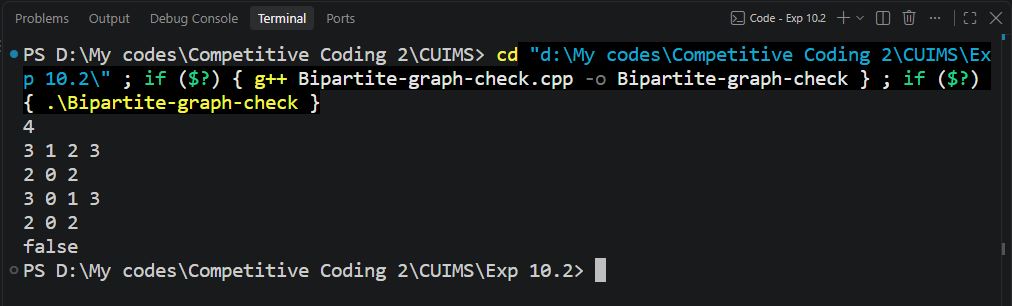 Problems Output Debug Console Terminal Ports Code - Exp 10.2
PS D:\My codes\Competitive Coding 2\CUIMS> cd "d:\My codes\Competitive Coding 2\CUIMS\Ex
p 10.2\" ; if ($?) { g++ Bipartite-graph-check.cpp -o Bipartite-graph-check } ; if ($?)
{ .\Bipartite-graph-check }
4
3 1 2 3
2 0 2
3 0 1 3
2 0 2
false
PS D:\My codes\Competitive Coding 2\CUIMS\Exp 10.2>